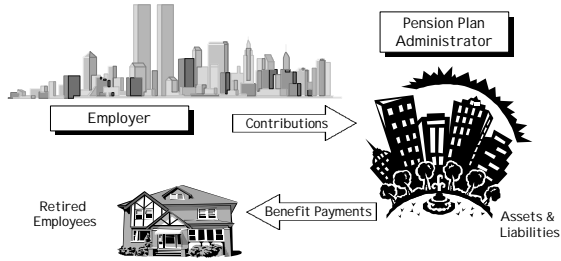 Pension Plan
Administrator
Employer
Contributions
Retired
Employees
Benefit Payments
Assets &
Liabilities